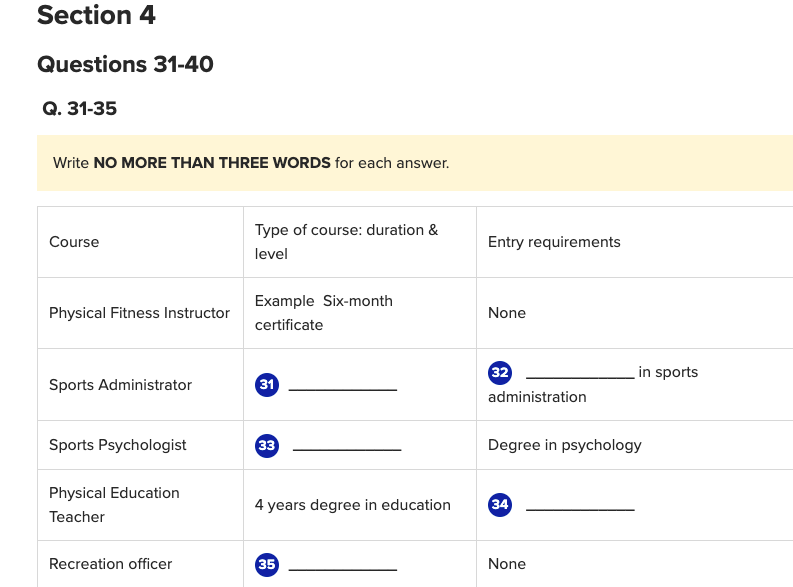 Section 4
Questions 31-40
Q. 31-35
Write NO MORE THAN THREE WORDS for each answer.
Course
Type of course: duration &
level
Entry requirements
Physical Fitness Instructor
Example  Six-month
certificate
None
Sports Administrator
31 ____________
32 ____________ in sports
administration
Sports Psychologist
33 ____________
Degree in psychology
Physical Education
Teacher
4 years degree in education
34 ____________
Recreation officer
35 ____________
None